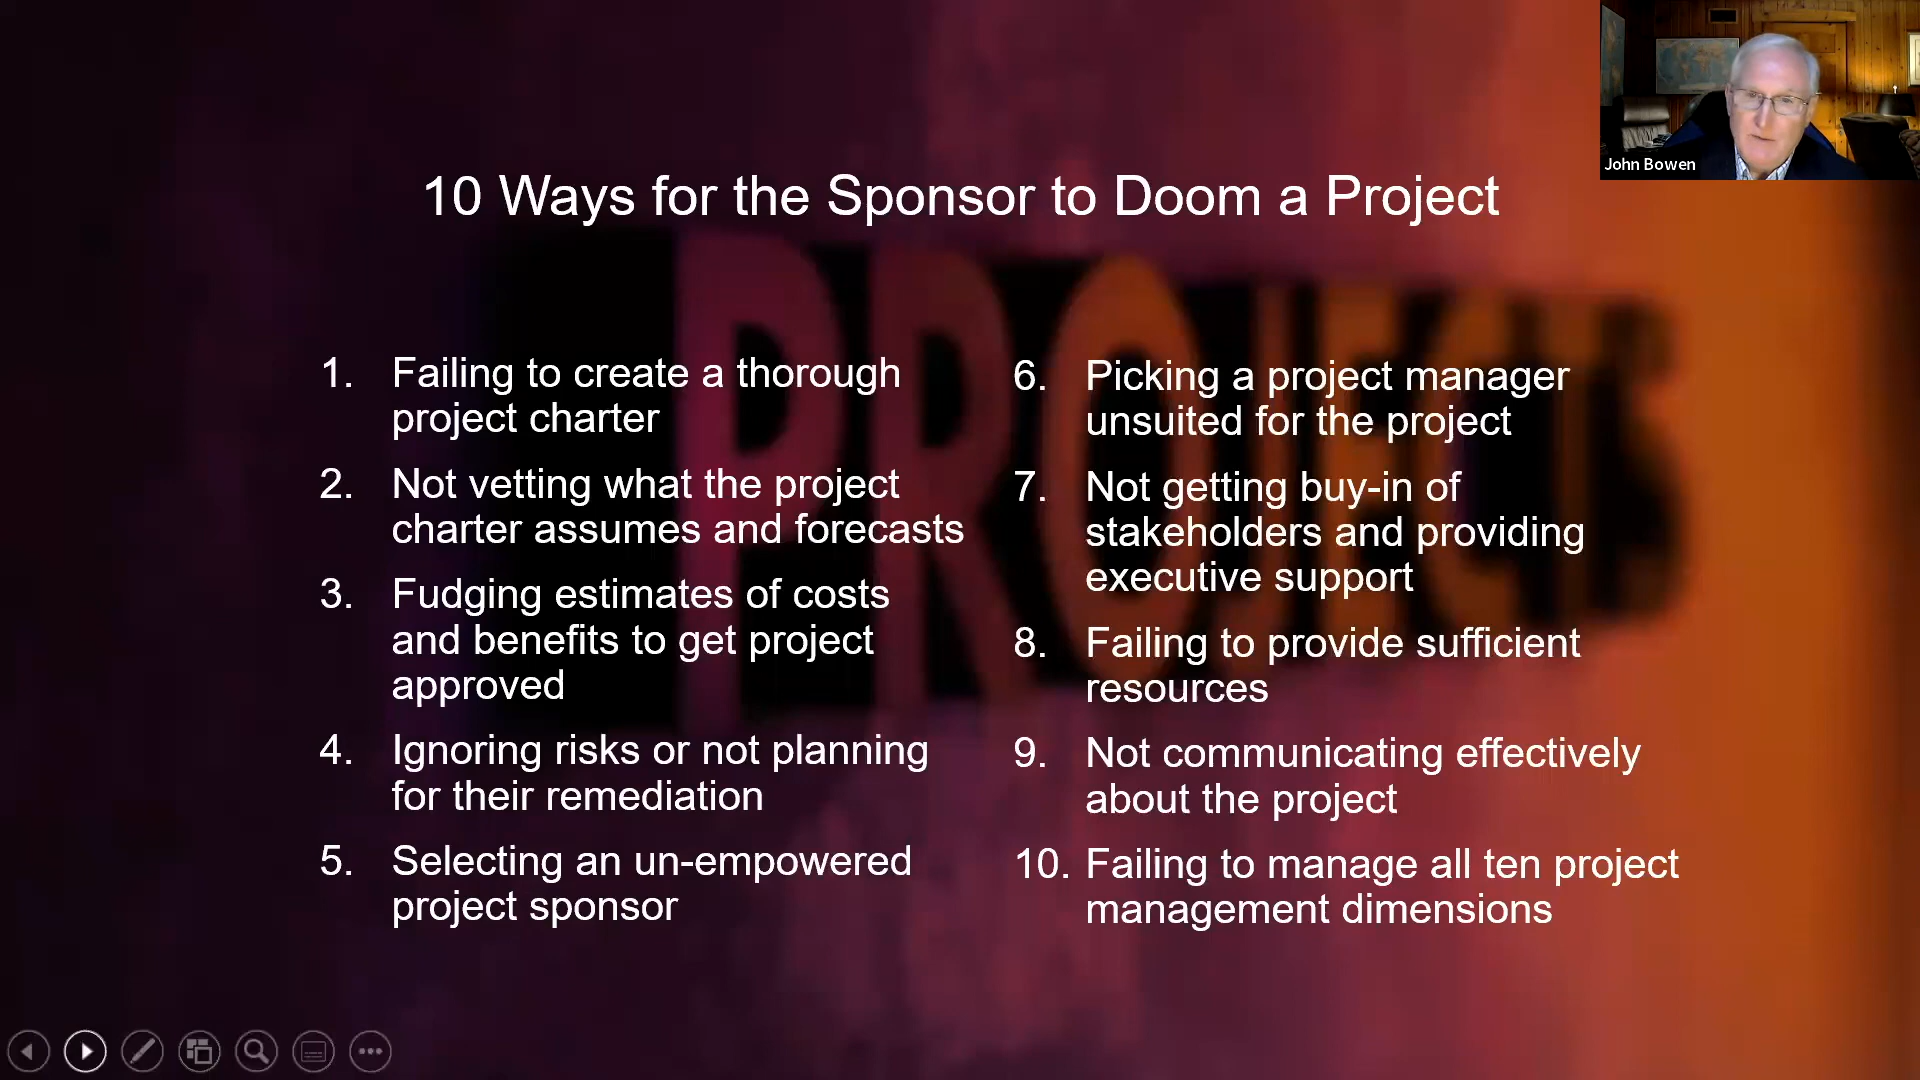 John Bowen
10 Ways for the Sponsor to Doom a Project
1. Failing to create a thorough
project charter
2. Not vetting what the project
charter assumes and forecasts
3. Fudging estimates of costs
and benefits to get project
approved
4. Ignoring risks or not planning
for their remediation
5. Selecting an un-empowered
project sponsor
6. Picking a project manager
unsuited for the project
7. Not getting buy-in of
stakeholders and providing
executive support
8. Failing to provide sufficient
resources
9. Not communicating effectively
about the project
10. Failing to manage all ten project
management dimensions
PROJECTS